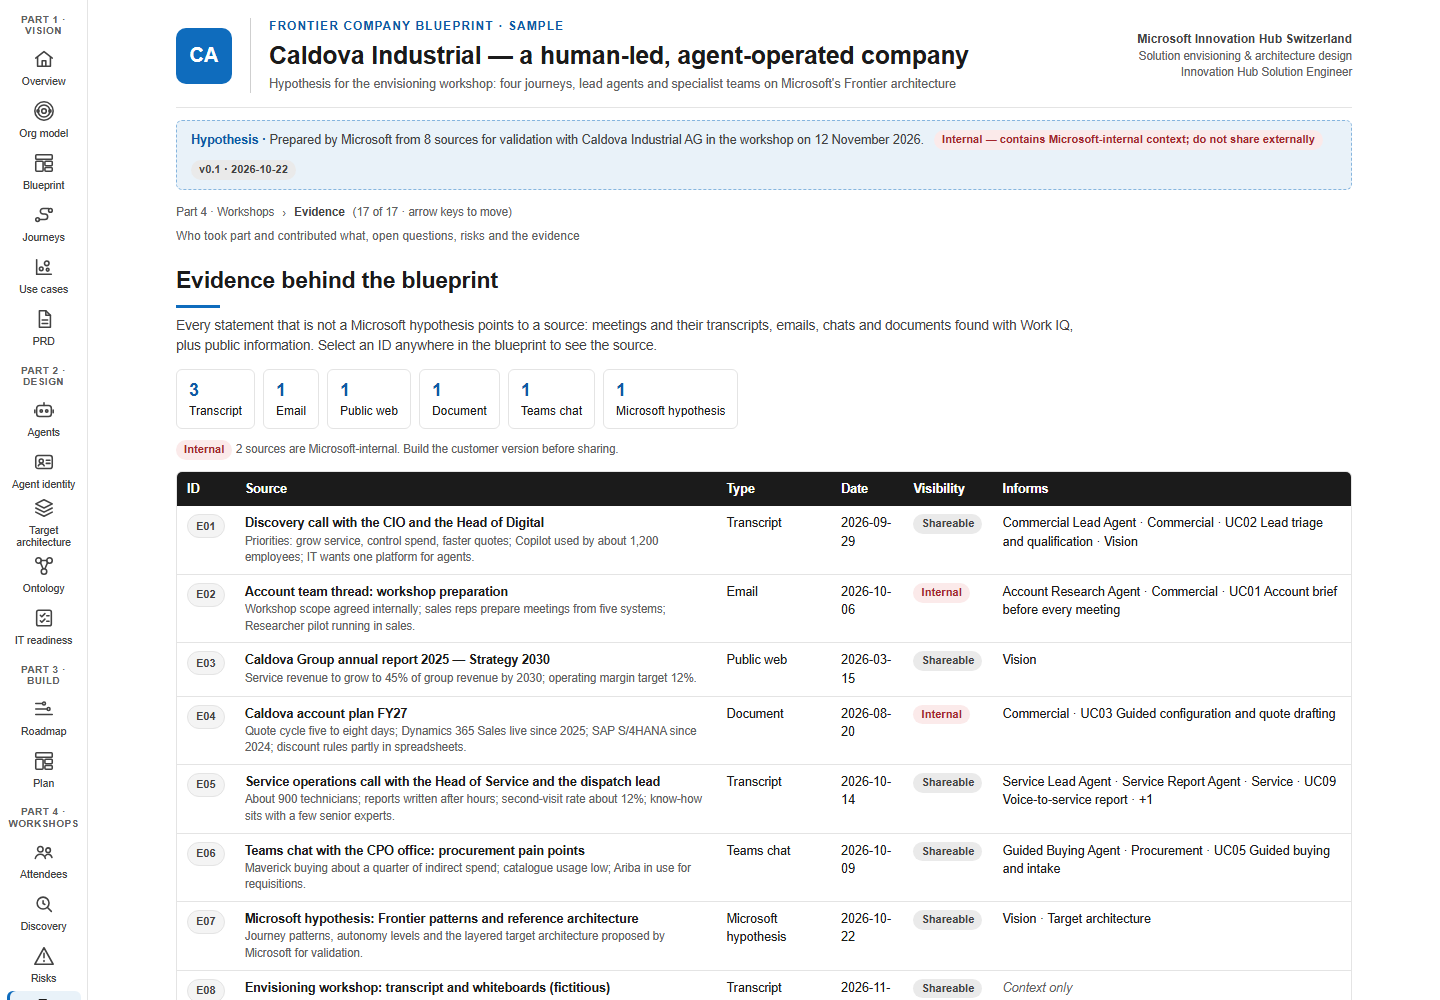 PART 1 ·
VISION
Overview
Org model
Blueprint
Journeys
Use cases
PRD
PART 2 ·
DESIGN
Agents
Agent identity
Target
architecture
Ontology
IT readiness
PART 3 ·
BUILD
Roadmap
Plan
PART 4 ·
WORKSHOPS
Attendees
Discovery
Risks
CA
FRONTIER COMPANY BLUEPRINT · SAMPLE
Caldova Industrial — a human-led, agent-operated company
Hypothesis for the envisioning workshop: four journeys, lead agents and specialist teams on Microsoft's Frontier architecture
Microsoft Innovation Hub Switzerland
Solution envisioning & architecture design
Innovation Hub Solution Engineer
Hypothesis · Prepared by Microsoft from 8 sources for validation with Caldova Industrial AG in the workshop on 12 November 2026. Internal — contains Microsoft-internal context; do not share externally
v0.1 · 2026-10-22
Part 4 · Workshops › Evidence (17 of 17 · arrow keys to move)
Who took part and contributed what, open questions, risks and the evidence
Evidence behind the blueprint
Every statement that is not a Microsoft hypothesis points to a source: meetings and their transcripts, emails, chats and documents found with Work IQ,
plus public information. Select an ID anywhere in the blueprint to see the source.
3 1 1 1 1 1
Transcript Email Public web Document Teams chat Microsoft hypothesis
Internal 2 sources are Microsoft-internal. Build the customer version before sharing.
ID Source Type Date Visibility Informs
E01 Discovery call with the CIO and the Head of Digital Transcript 2026-09- Shareable Commercial Lead Agent · Commercial · UC02 Lead triage
Priorities: grow service, control spend, faster quotes; Copilot used by about 1,200 29 and qualification · Vision
employees; IT wants one platform for agents.
E02 Account team thread: workshop preparation Email 2026-10- Internal Account Research Agent · Commercial · UC01 Account brief
Workshop scope agreed internally; sales reps prepare meetings from five systems; 06 before every meeting
Researcher pilot running in sales.
E03 Caldova Group annual report 2025 — Strategy 2030 Public web 2026-03- Shareable Vision
Service revenue to grow to 45% of group revenue by 2030; operating margin target 12%. 15
E04 Caldova account plan FY27 Document 2026-08- Internal Commercial · UC03 Guided configuration and quote drafting
Quote cycle five to eight days; Dynamics 365 Sales live since 2025; SAP S/4HANA since 20
2024; discount rules partly in spreadsheets.
E05 Service operations call with the Head of Service and the dispatch lead Transcript 2026-10- Shareable Service Lead Agent · Service Report Agent · Service · UC09
About 900 technicians; reports written after hours; second-visit rate about 12%; know-how 14 Voice-to-service report · +1
sits with a few senior experts.
E06 Teams chat with the CPO office: procurement pain points Teams chat 2026-10- Shareable Guided Buying Agent · Procurement · UC05 Guided buying
Maverick buying about a quarter of indirect spend; catalogue usage low; Ariba in use for 09 and intake
requisitions.
E07 Microsoft hypothesis: Frontier patterns and reference architecture Microsoft 2026-10- Shareable Vision · Target architecture
Journey patterns, autonomy levels and the layered target architecture proposed by hypothesis 22
Microsoft for validation.
E08 Envisioning workshop: transcript and whiteboards (fictitious) Transcript 2026-11- Shareable Context only